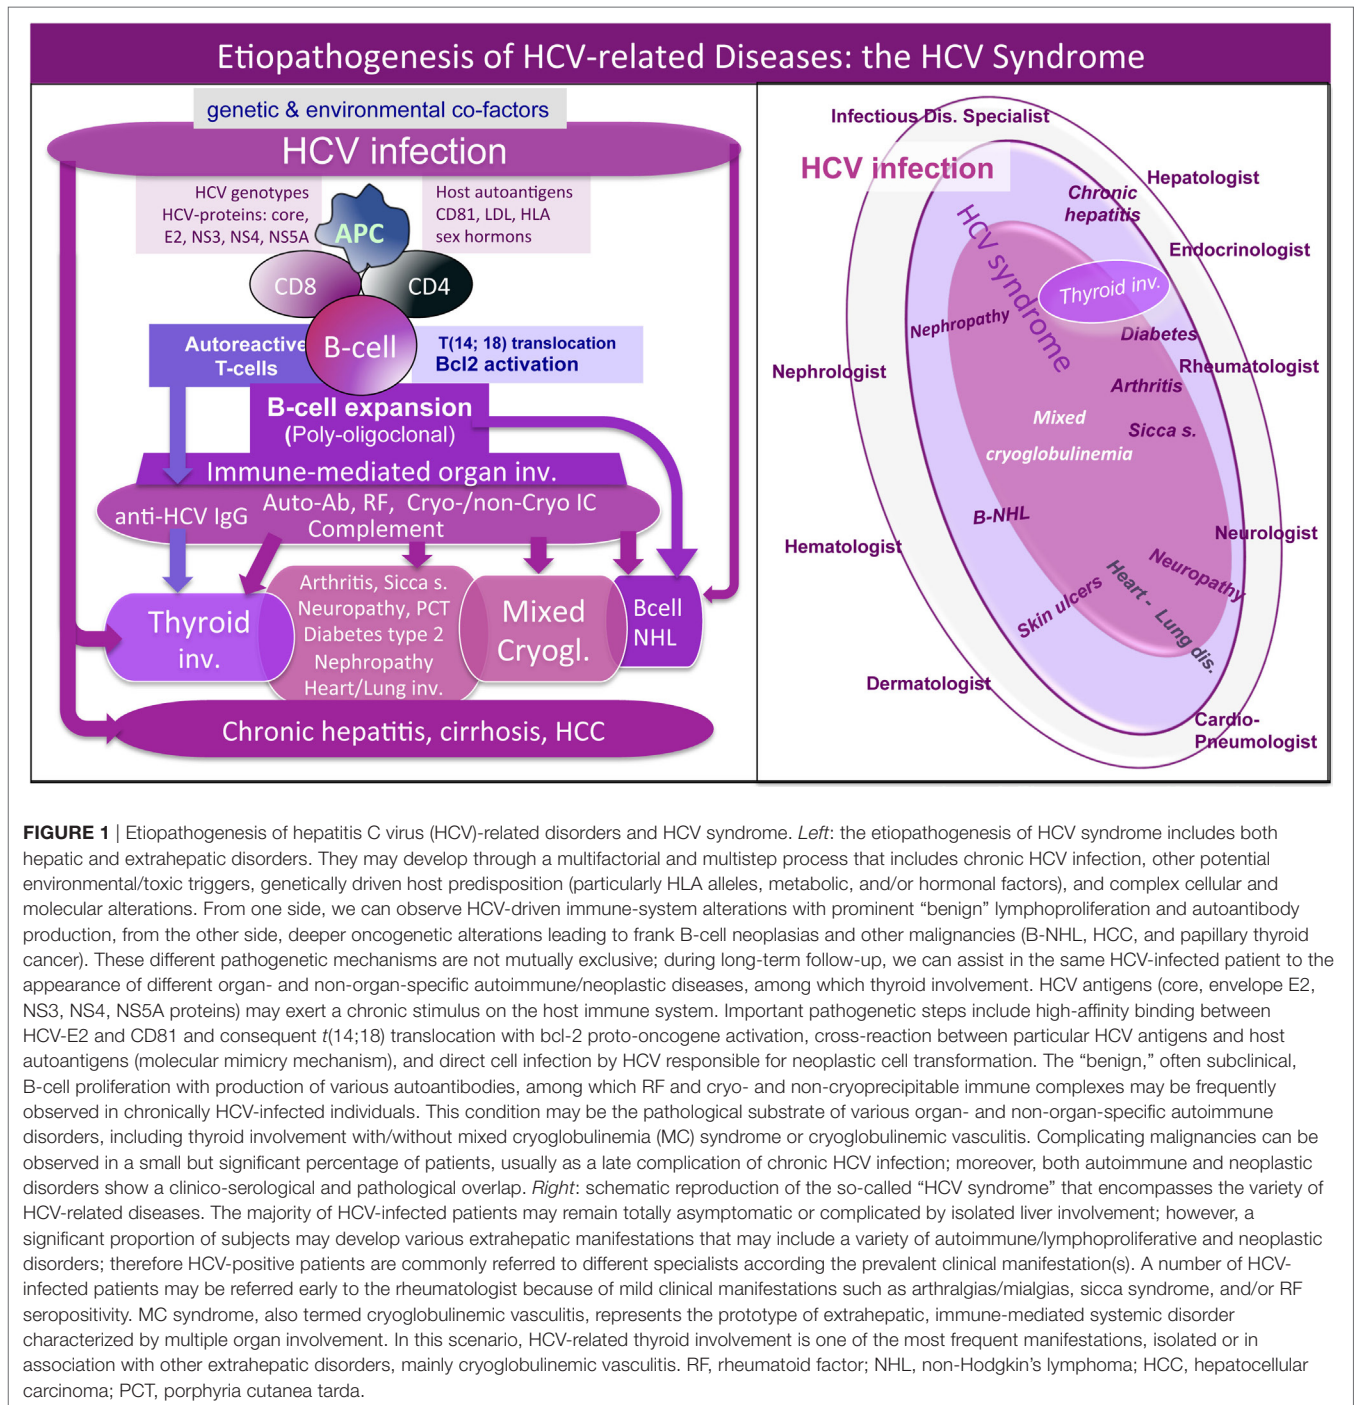 Etiopathogenesis of HCV-related Diseases: the HCV Syndrome
genetic & environmental co-factors
HCV infection
HCV genotypes
HCV-proteins: core,
E2, NS3, NS4, NS5A
APC
Host autoantigens
CD81, LDL, HLA
sex hormons
CD8
CD4
Autoreactive
T-cells
B-cell
T(14; 18) translocation
Bcl2 activation
B-cell expansion
(Poly-oligoclonal)
Immune-mediated organ inv.
anti-HCV IgG
Auto-Ab, RF, Cryo-/non-Cryo IC
Complement
Thyroid
inv.
Arthritis, Sicca s.
Neuropathy, PCT
Diabetes type 2
Nephropathy
Heart/Lung inv.
Mixed
Cryogl.
Bcell
NHL
Chronic hepatitis, cirrhosis, HCC
Infectious Dis. Specialist
HCV infection
Hepatologist
Chronic
hepatitis
HCV syndrome
Endocrinologist
Thyroid inv.
Nephropathy
Diabetes
Nephrologist
Rheumatologist
Arthritis
Mixed
cryoglobulinemia
Sicca s.
B-NHL
Hematologist
Neurologist
Neuropathy
Heart - Lung dis.
Skin ulcers
Dermatologist
Cardio-
Pneumologist
FIGURE 1 | Etiopathogenesis of hepatitis C virus (HCV)-related disorders and HCV syndrome. Left: the etiopathogenesis of HCV syndrome includes both
hepatic and extrahepatic disorders. They may develop through a multifactorial and multistep process that includes chronic HCV infection, other potential
environmental/toxic triggers, genetically driven host predisposition (particularly HLA alleles, metabolic, and/or hormonal factors), and complex cellular and
molecular alterations. From one side, we can observe HCV-driven immune-system alterations with prominent “benign” lymphoproliferation and autoantibody
production, from the other side, deeper oncogenetic alterations leading to frank B-cell neoplasias and other malignancies (B-NHL, HCC, and papillary thyroid
cancer). These different pathogenetic mechanisms are not mutually exclusive; during long-term follow-up, we can assist in the same HCV-infected patient to the
appearance of different organ- and non-organ-specific autoimmune/neoplastic diseases, among which thyroid involvement. HCV antigens (core, envelope E2,
NS3, NS4, NS5A proteins) may exert a chronic stimulus on the host immune system. Important pathogenetic steps include high-affinity binding between
HCV-E2 and CD81 and consequent t(14;18) translocation with bcl-2 proto-oncogene activation, cross-reaction between particular HCV antigens and host
autoantigens (molecular mimicry mechanism), and direct cell infection by HCV responsible for neoplastic cell transformation. The “benign,” often subclinical,
B-cell proliferation with production of various autoantibodies, among which RF and cryo- and non-cryoprecipitable immune complexes may be frequently
observed in chronically HCV-infected individuals. This condition may be the pathological substrate of various organ- and non-organ-specific autoimmune
disorders, including thyroid involvement with/without mixed cryoglobulinemia (MC) syndrome or cryoglobulinemic vasculitis. Complicating malignancies can be
observed in a small but significant percentage of patients, usually as a late complication of chronic HCV infection; moreover, both autoimmune and neoplastic
disorders show a clinico-serological and pathological overlap. Right: schematic reproduction of the so-called “HCV syndrome” that encompasses the variety of
HCV-related diseases. The majority of HCV-infected patients may remain totally asymptomatic or complicated by isolated liver involvement; however, a
significant proportion of subjects may develop various extrahepatic manifestations that may include a variety of autoimmune/lymphoproliferative and neoplastic
disorders; therefore HCV-positive patients are commonly referred to different specialists according the prevalent clinical manifestation(s). A number of HCV-
infected patients may be referred early to the rheumatologist because of mild clinical manifestations such as arthralgias/mialgias, sicca syndrome, and/or RF
seropositivity. MC syndrome, also termed cryoglobulinemic vasculitis, represents the prototype of extrahepatic, immune-mediated systemic disorder
characterized by multiple organ involvement. In this scenario, HCV-related thyroid involvement is one of the most frequent manifestations, isolated or in
association with other extrahepatic disorders, mainly cryoglobulinemic vasculitis. RF, rheumatoid factor; NHL, non-Hodgkin’s lymphoma; HCC, hepatocellular
carcinoma; PCT, porphyria cutanea tarda.